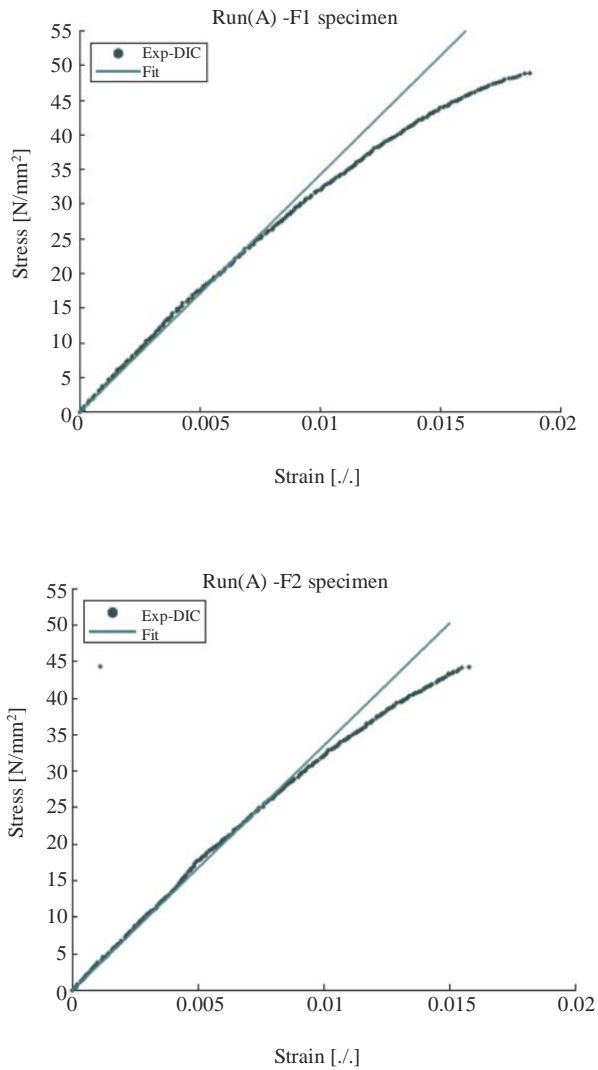 Run(A) -F1 specimen
55
50
45
40
35
30
25
20
15
10
5
0
Stress [N/mm²]
Exp-DIC
Fit
0 0.005 0.01 0.015 0.02
Strain [./.]
Run(A) -F2 specimen
55
50
45
40
35
30
25
20
15
10
5
0
Stress [N/mm²]
Exp-DIC
Fit
0 0.005 0.01 0.015 0.02
Strain [./.]